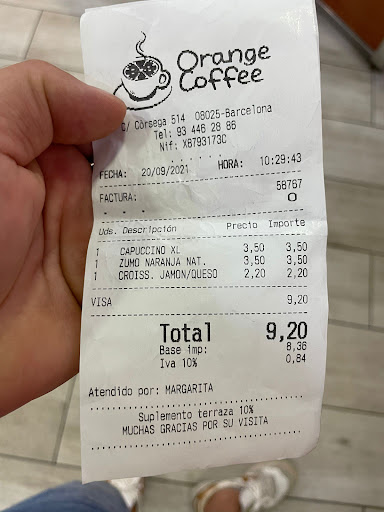 Orange
Coffee
C/ Còrsega 514 08025-Barcelona
Tel: 93 446 28 86
Nif: X8793173C
. . . . . .
FECHA: 20/09/2021 HORA: 10:29:43
FACTURA: 58767
. . . 0
Uds. Descripción Precio Importe
1 CAPUCCINO XL 3,50 3,50
1 ZUMO NARANJA NAT. 3,50 3,50
1 CROISS. JAMON/QUESO 2,20 2,20
VISA 9,20
Total 9,20
Base imp: 8,36
Iva 10% 0,84
Atendido por: MARGARITA
Suplemento terraza 10%
MUCHAS GRACIAS POR SU VISITA